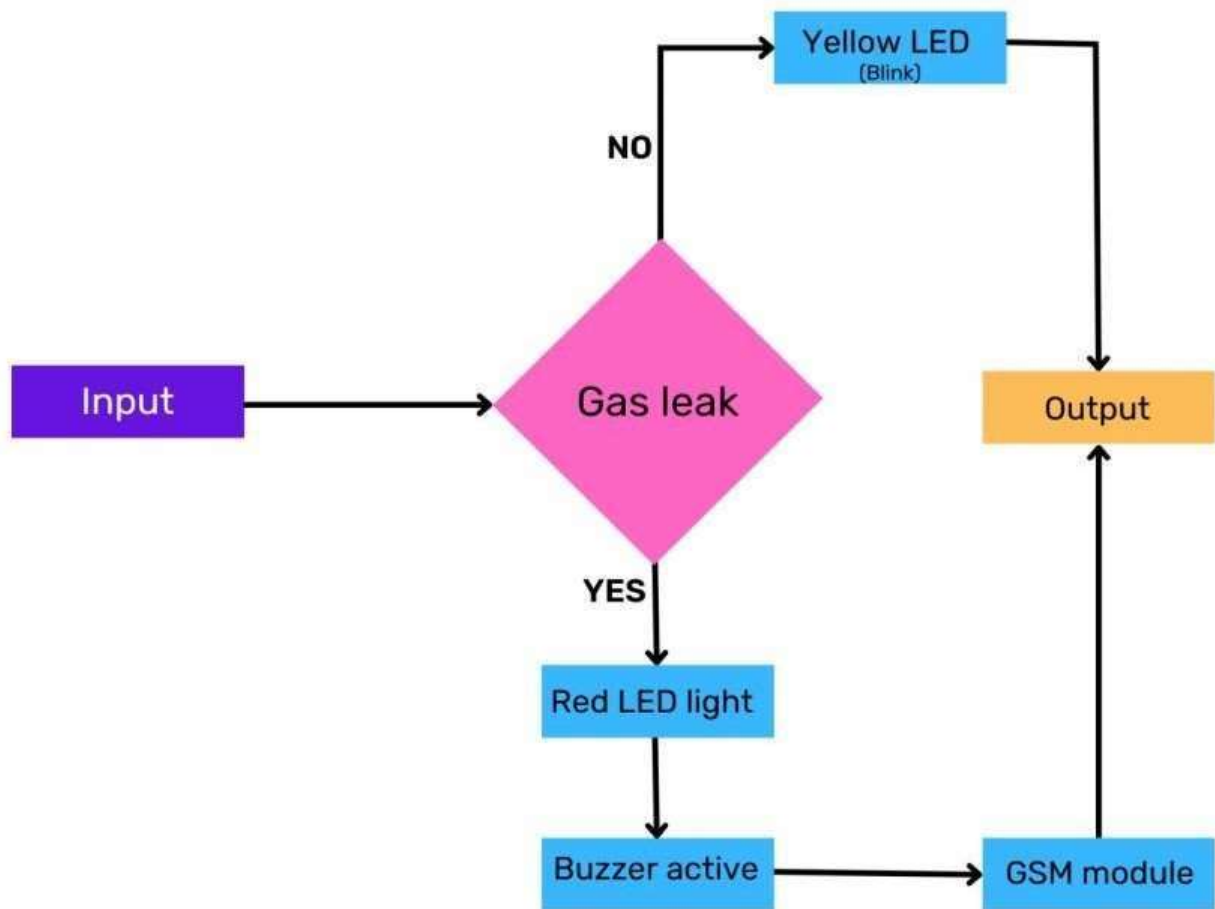 Yellow LED
(Blink)
NO
Input
Gas leak
Output
YES
Red LED light
Buzzer active
GSM module